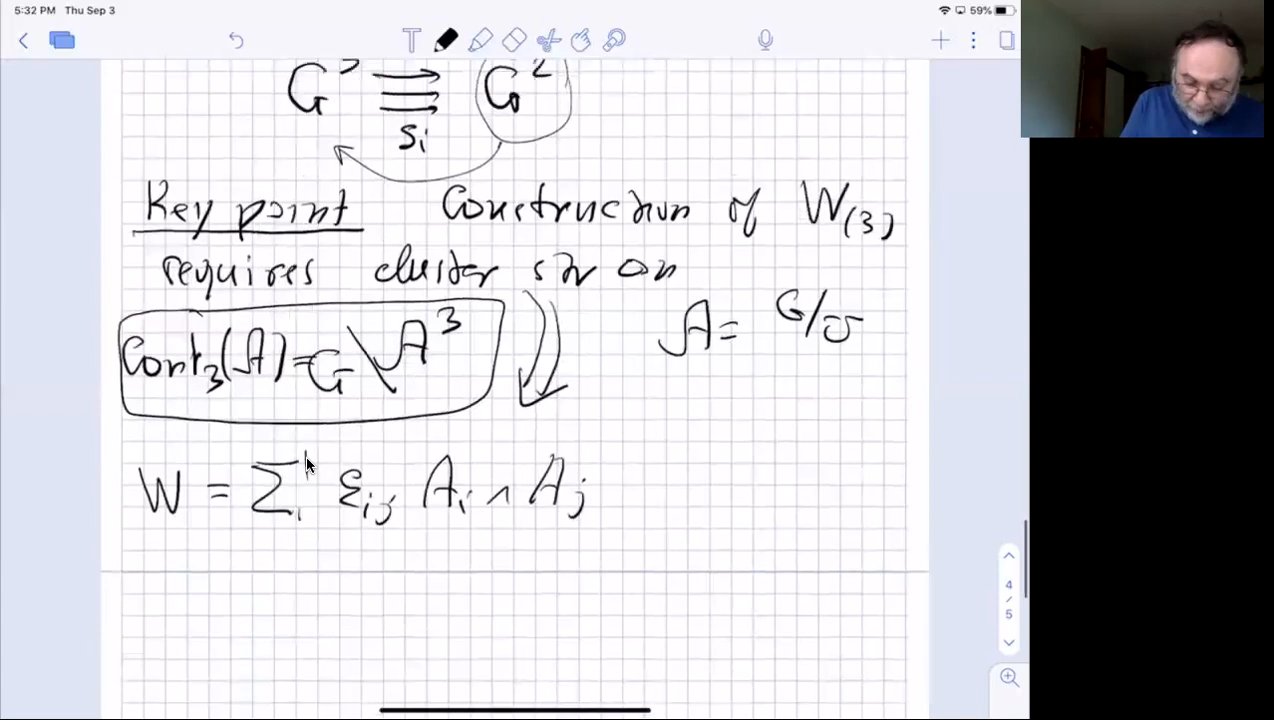 5:32 PM Thu Sep 3
59%
T
G³ G²
Si
Key point Construction of W(3)
requires cluster str on
Conf₃(A)=G\A³
A= G/U
W = Σ εij Ai ∧ Aj
4
/
5